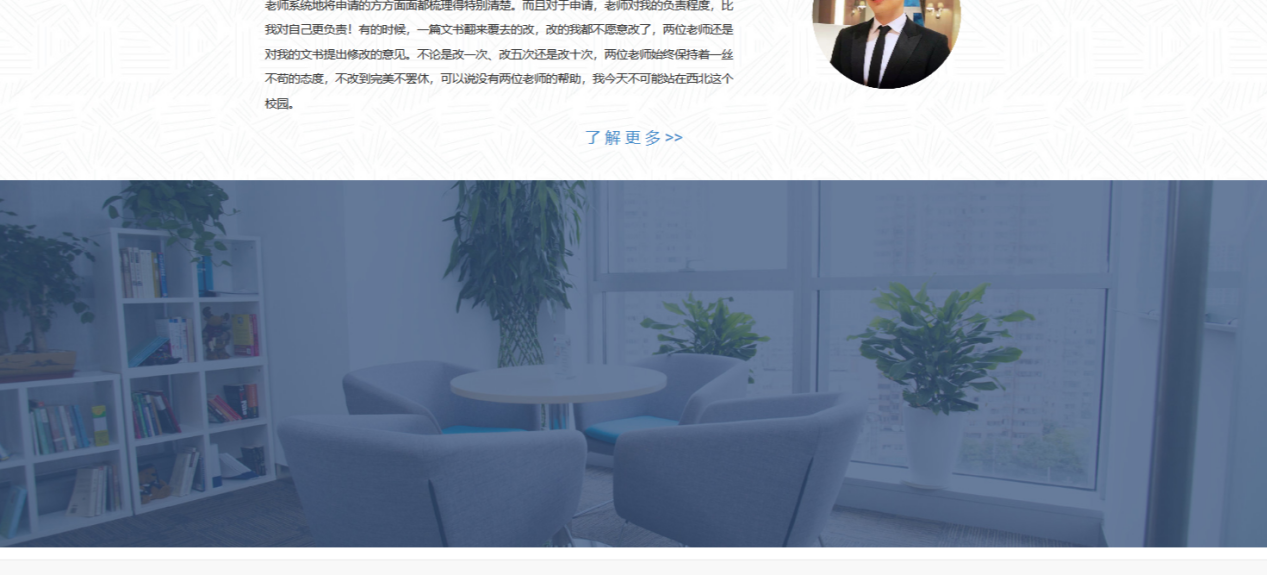 老师系统地将申请的方方面面都梳理得特别清楚。而且对于申请，老师对我的负责程度，比
我对自己更负责！有的时候，一篇文书翻来覆去的改，改的我都不愿意改了，两位老师还是
对我的文书提出修改的意见。不论是改一次、改五次还是改十次，两位老师始终保持着一丝
不苟的态度，不改到完美不罢休，可以说没有两位老师的帮助，我今天不可能站在西北这个
校园。
了解更多>>